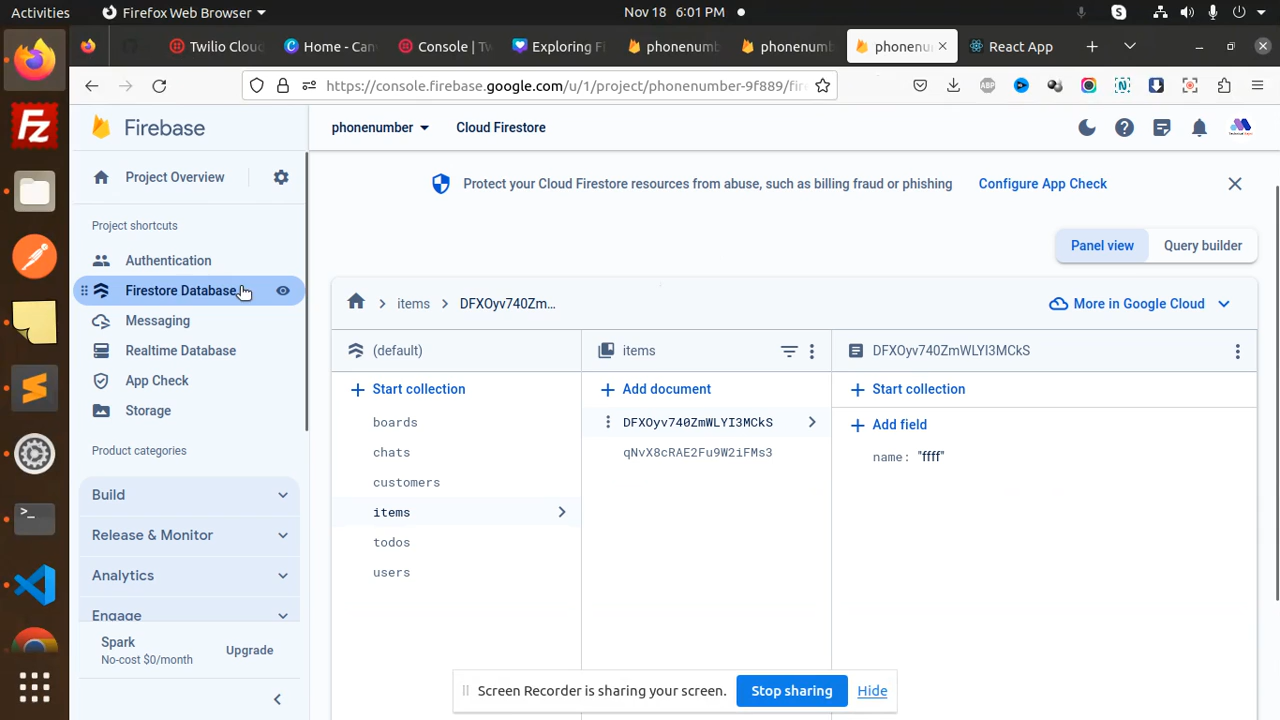 Activities
Firefox Web Browser
Nov 18 6:01 PM
Twilio Clou
Home - Can
Console | Tw
Exploring Fi
phonenumb
phonenumb
phonenu
React App
https://console.firebase.google.com/u/1/project/phonenumber-9f889/fire
ABP
N
Fz
Firebase
phonenumber
Cloud Firestore
Project Overview
Protect your Cloud Firestore resources from abuse, such as billing fraud or phishing
Configure App Check
Project shortcuts
Authentication
Firestore Database
Messaging
Realtime Database
App Check
Storage
Product categories
Build
Release & Monitor
Analytics
Engage
Spark
No-cost $0/month
Upgrade
Panel view
Query builder
items
DFXOyv740Zm...
More in Google Cloud
(default)
items
DFXOyv740ZmWLYI3MCkS
Start collection
Add document
Start collection
boards
DFXOyv740ZmWLYI3MCkS
Add field
chats
qNvX8cRAE2Fu9W2iFMs3
name: "ffff"
customers
items
todos
users
Screen Recorder is sharing your screen.
Stop sharing
Hide